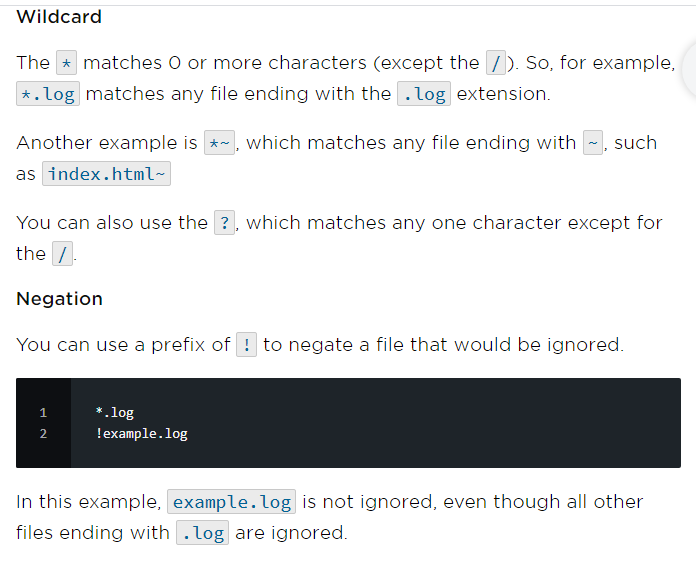 Wildcard
The * matches 0 or more characters (except the /). So, for example,
*.log matches any file ending with the .log extension.
Another example is *~, which matches any file ending with ~, such
as index.html~
You can also use the ?, which matches any one character except for
the /.
Negation
You can use a prefix of ! to negate a file that would be ignored.
1 *.log
2 !example.log
In this example, example.log is not ignored, even though all other
files ending with .log are ignored.